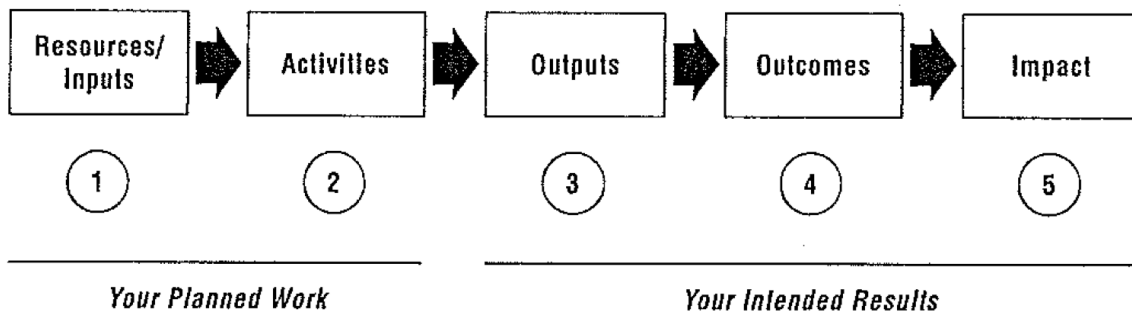 Resources/
Inputs
Activities
Outputs
Outcomes
Impact
1
2
3
4
5
Your Planned Work
Your Intended Results